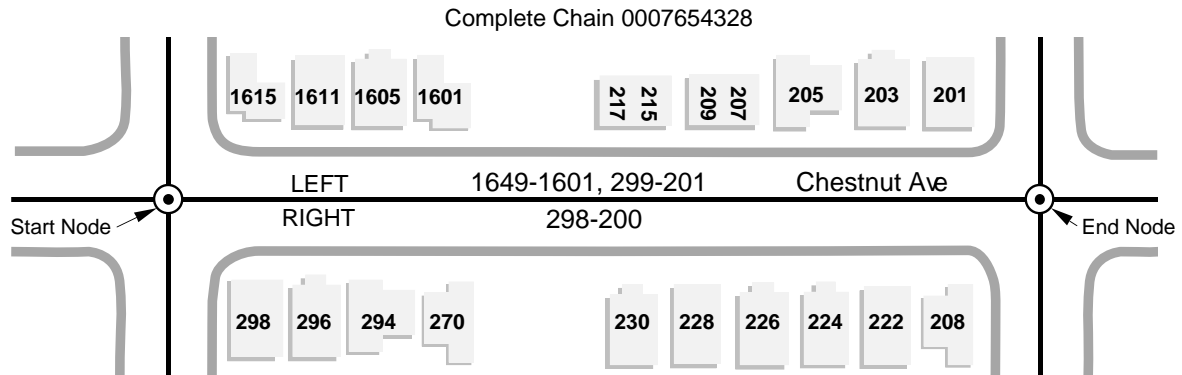 Complete Chain 0007654328
1615 1611 1605 1601 217 215 209 207 205 203 201
LEFT 1649-1601, 299-201 Chestnut Ave
Start Node RIGHT 298-200 End Node
298 296 294 270 230 228 226 224 222 208